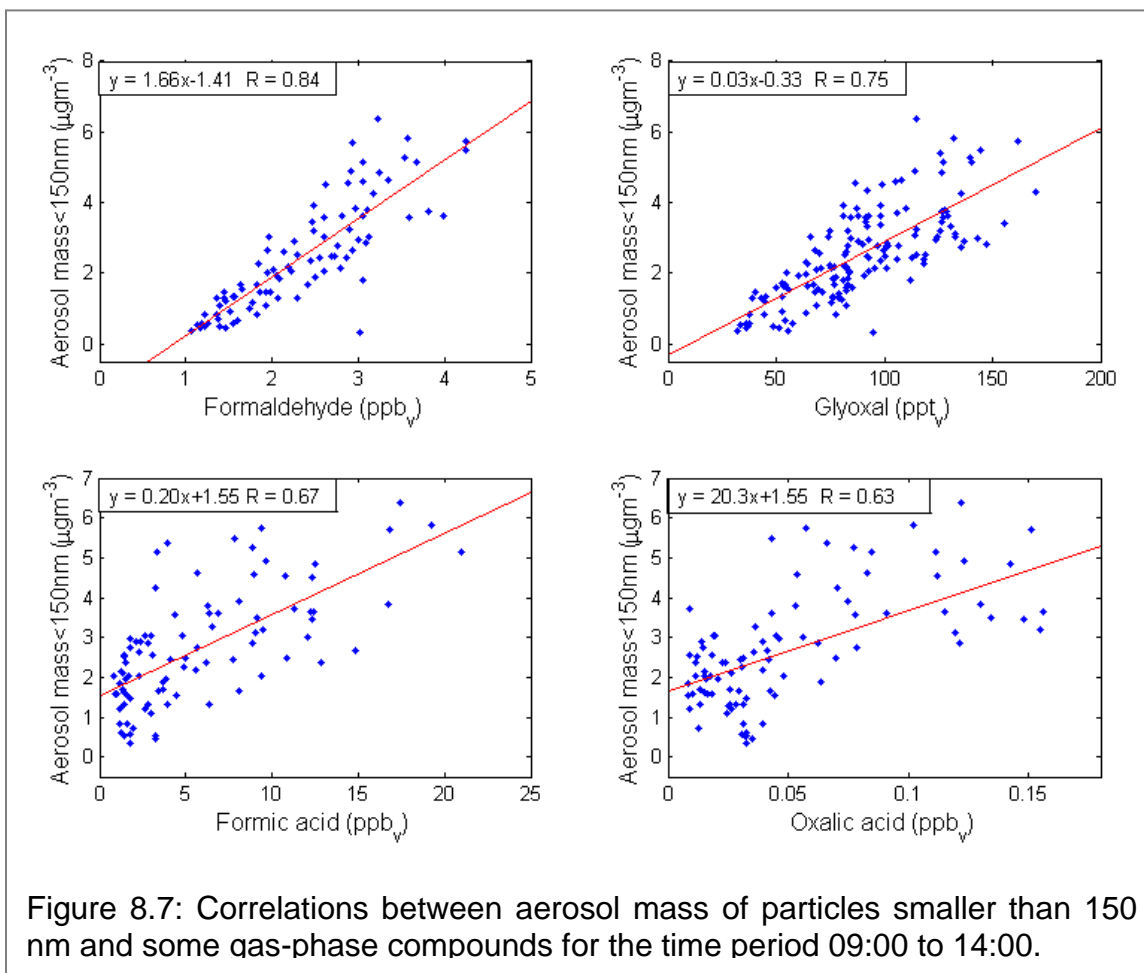 y = 1.66x-1.41 R = 0.84
8
6
4
2
0
Aerosol mass<150nm (μgm⁻³)
0 1 2 3 4 5
Formaldehyde (ppbᵥ)
y = 0.03x-0.33 R = 0.75
8
6
4
2
0
Aerosol mass<150nm (μgm⁻³)
0 50 100 150 200
Glyoxal (pptᵥ)
y = 0.20x+1.55 R = 0.67
7
6
5
4
3
2
1
0
Aerosol mass<150nm (μgm⁻³)
0 5 10 15 20 25
Formic acid (ppbᵥ)
y = 20.3x+1.55 R = 0.63
7
6
5
4
3
2
1
0
Aerosol mass<150nm (μgm⁻³)
0 0.05 0.1 0.15
Oxalic acid (ppbᵥ)
Figure 8.7: Correlations between aerosol mass of particles smaller than 150
nm and some gas-phase compounds for the time period 09:00 to 14:00.